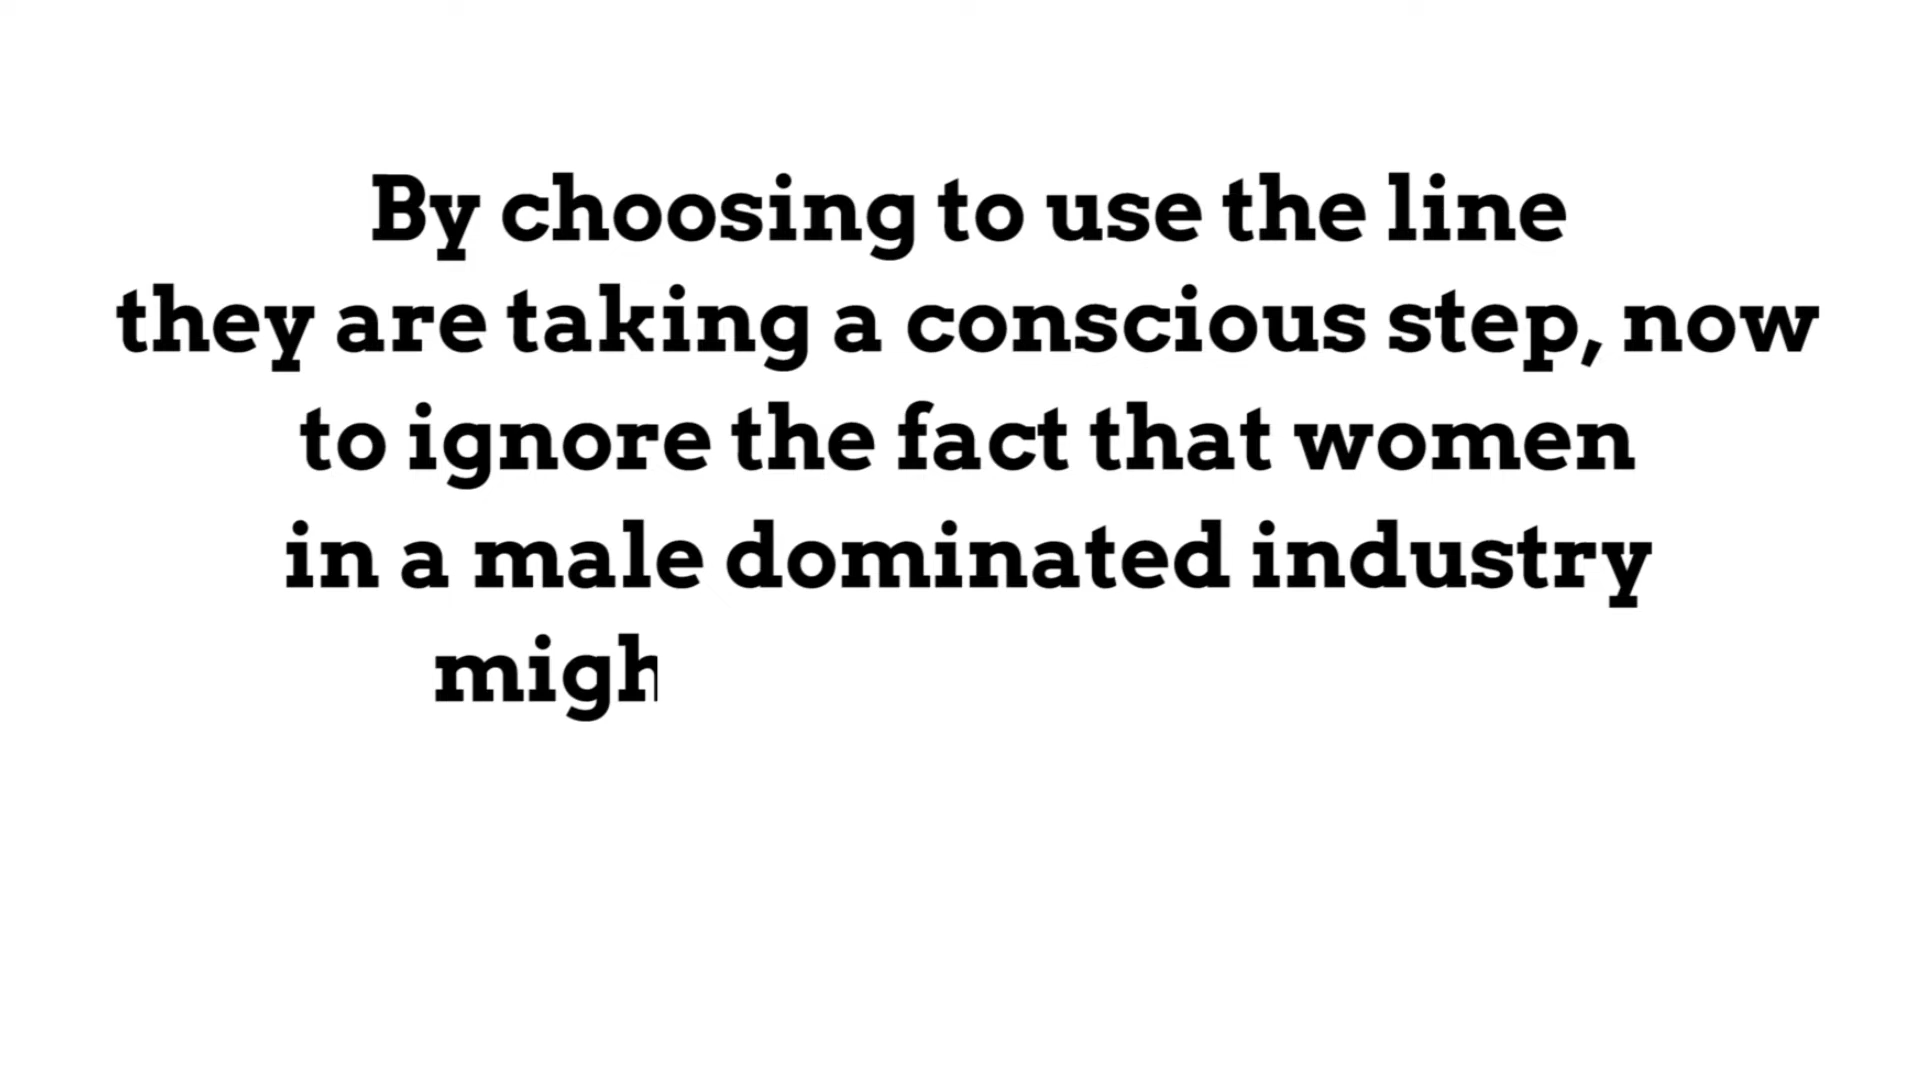 By choosing to use the line
they are taking a conscious step, now
to ignore the fact that women
in a male dominated industry
migh